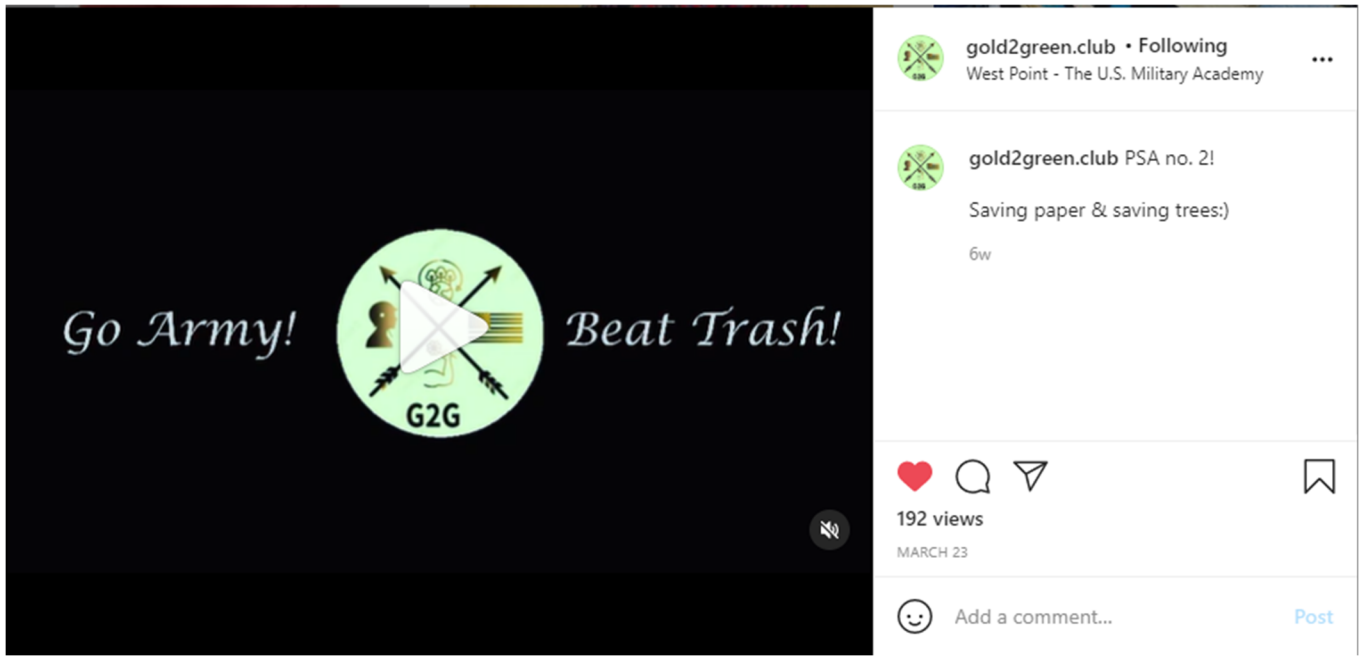 Go Army!
Beat Trash!
G2G
gold2green.club • Following
West Point - The U.S. Military Academy
gold2green.club PSA no. 2!
Saving paper & saving trees:)
6w
192 views
MARCH 23
Add a comment...
Post